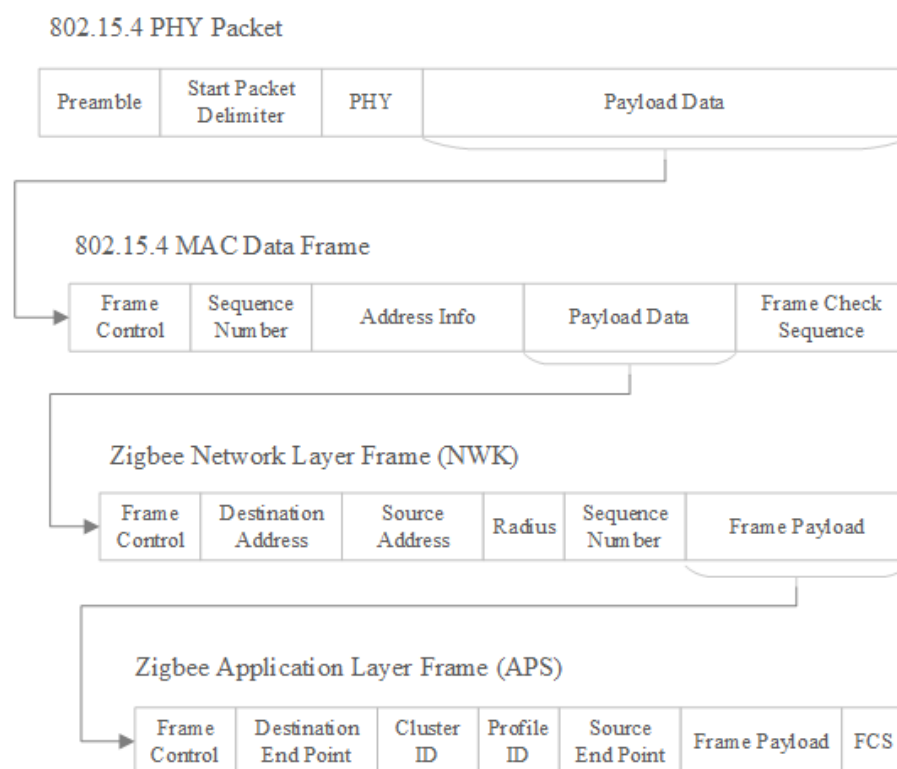 802.15.4 PHY Packet
Preamble
Start Packet
Delimiter
PHY
Payload Data
802.15.4 MAC Data Frame
Frame
Control
Sequence
Number
Address Info
Payload Data
Frame Check
Sequence
Zigbee Network Layer Frame (NWK)
Frame
Control
Destination
Address
Source
Address
Radius
Sequence
Number
Frame Payload
Zigbee Application Layer Frame (APS)
Frame
Control
Destination
End Point
Cluster
ID
Profile
ID
Source
End Point
Frame Payload
FCS